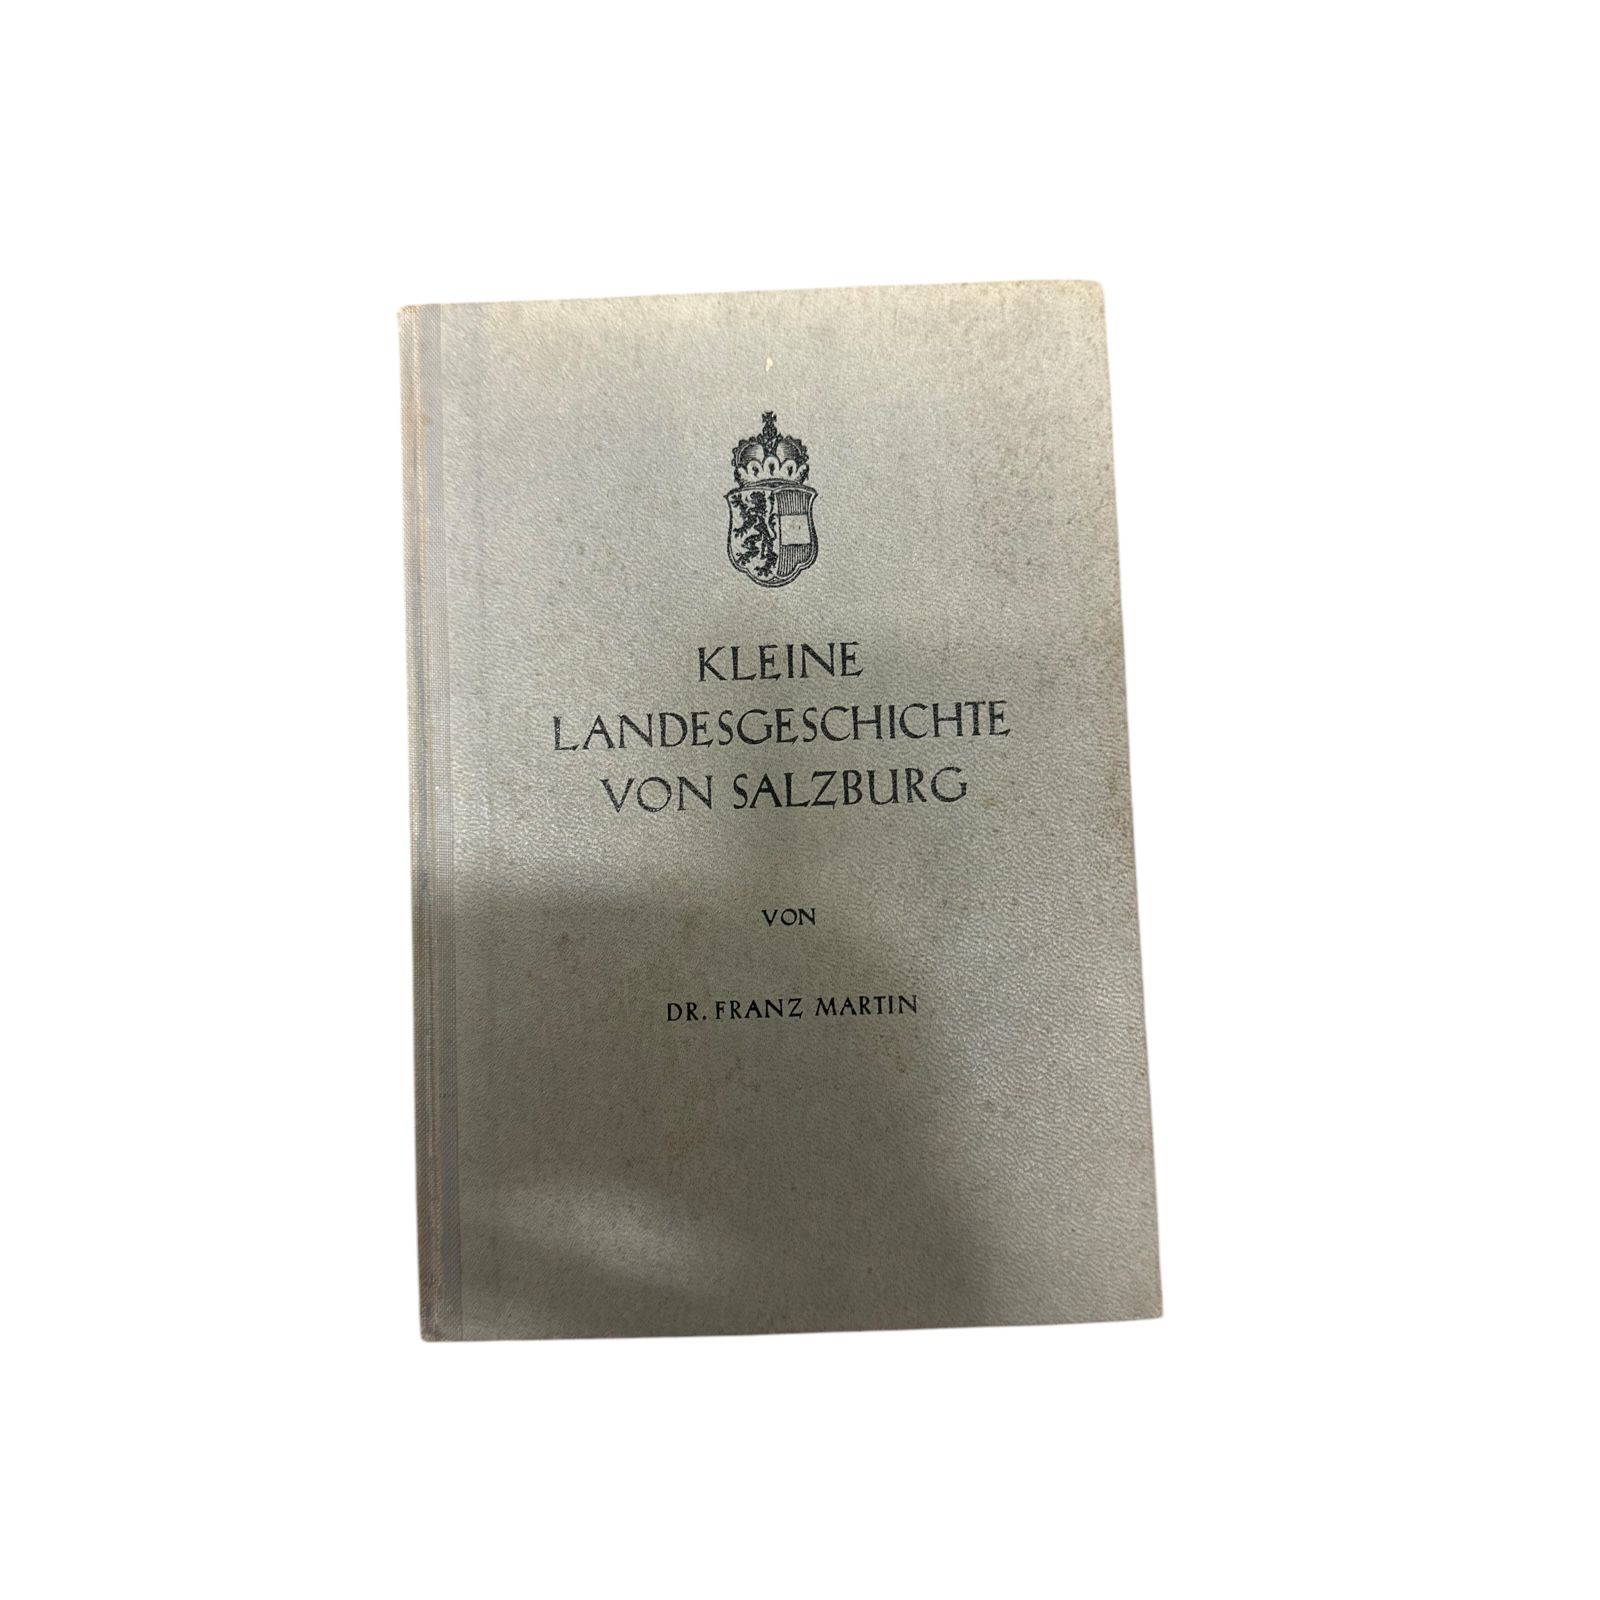 KLEINE
LANDESGESCHICHTE
VON SALZBURG
VON
DR. FRANZ MARTIN